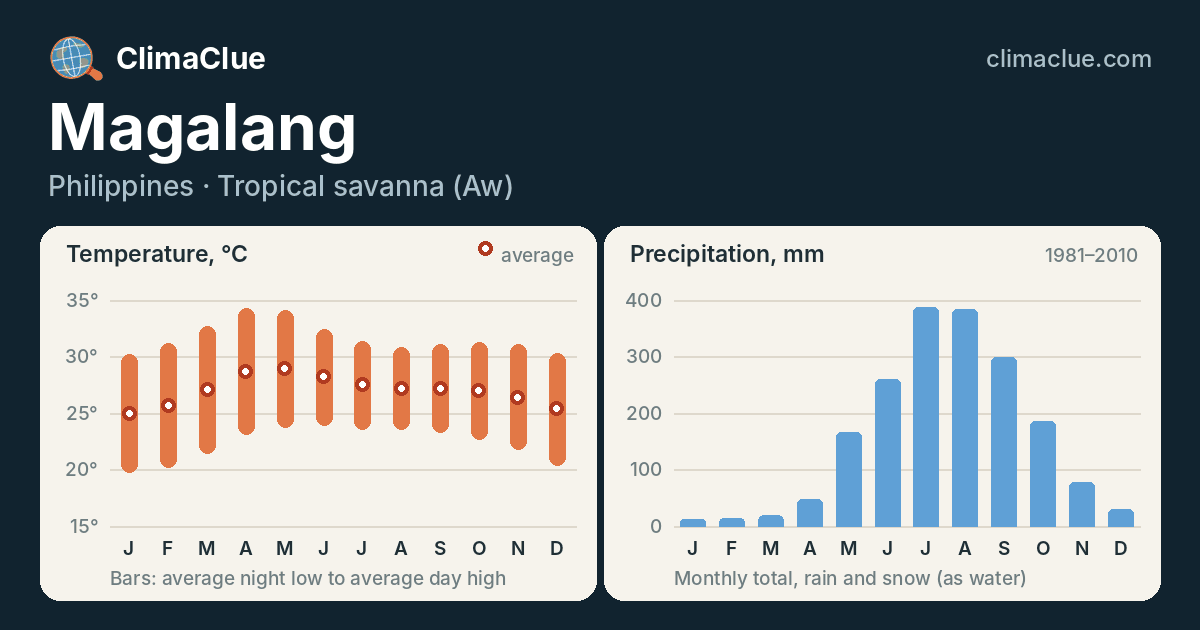 ClimaClue
climaclue.com
Magalang
Philippines · Tropical savanna (Aw)
Temperature, °C
average
35°
30°
25°
20°
15°
J F M A M J J A S O N D
Bars: average night low to average day high
Precipitation, mm
1981–2010
400
300
200
100
0
J F M A M J J A S O N D
Monthly total, rain and snow (as water)